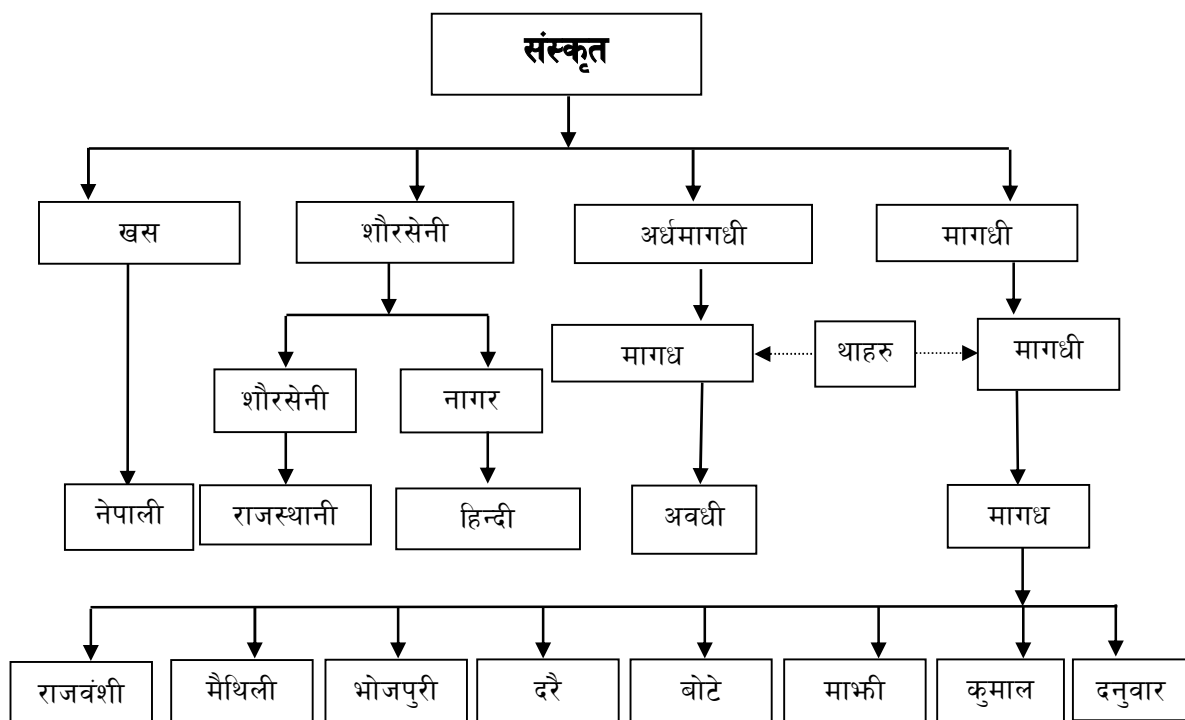 संस्कृत
खस
शौरसेनी
अर्धमागधी
मागधी
मागध
थाहरु
मागधी
शौरसेनी
नागर
नेपाली
राजस्थानी
हिन्दी
अवधी
मागध
राजवंशी
मैथिली
भोजपुरी
दरै
बोटे
माझी
कुमाल
दनुवार